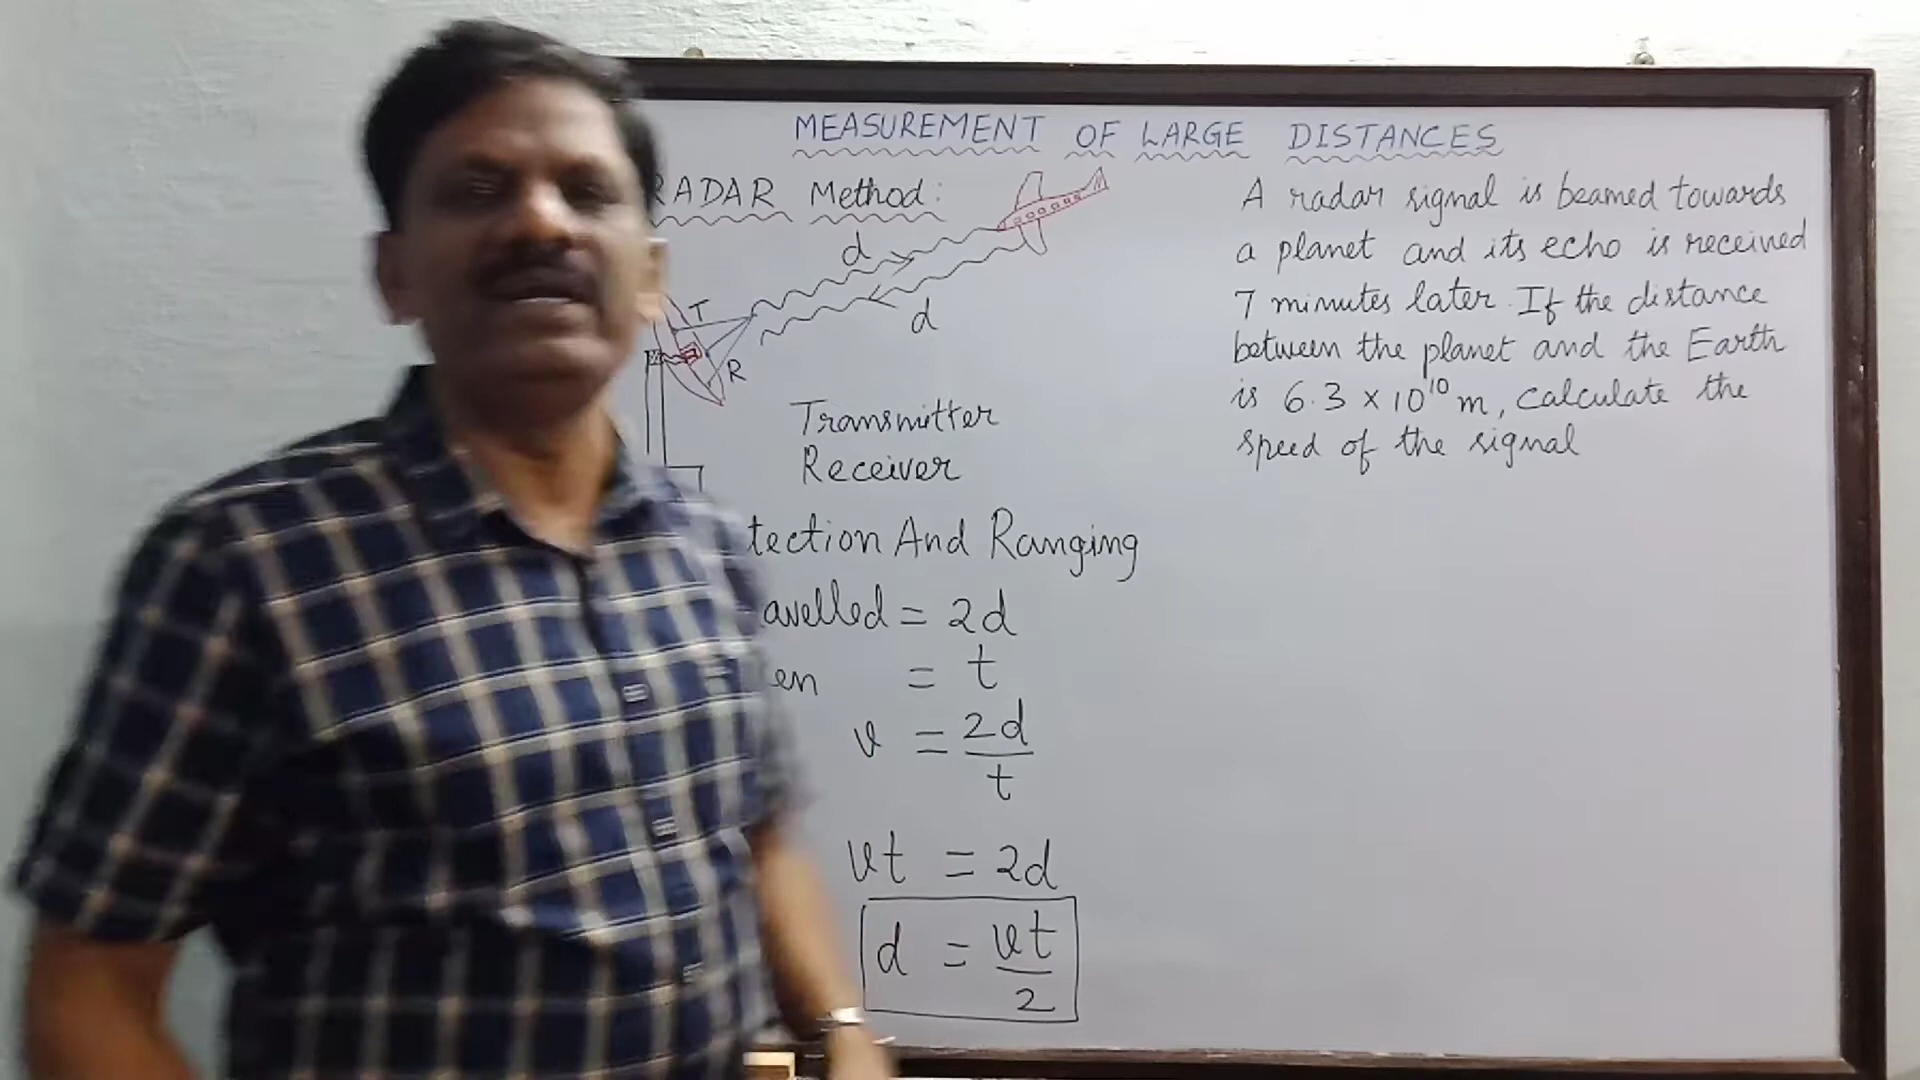 MEASUREMENT OF LARGE DISTANCES
RADAR Method:
d
d
T
R
Transmitter
Receiver
tection And Ranging
avelled = 2d
en = t
v = 2d
t
vt = 2d
d = vt
2
A radar signal is beamed towards
a planet and its echo is received
7 minutes later. If the distance
between the planet and the Earth
is 6.3 × 10¹⁰ m, calculate the
speed of the signal